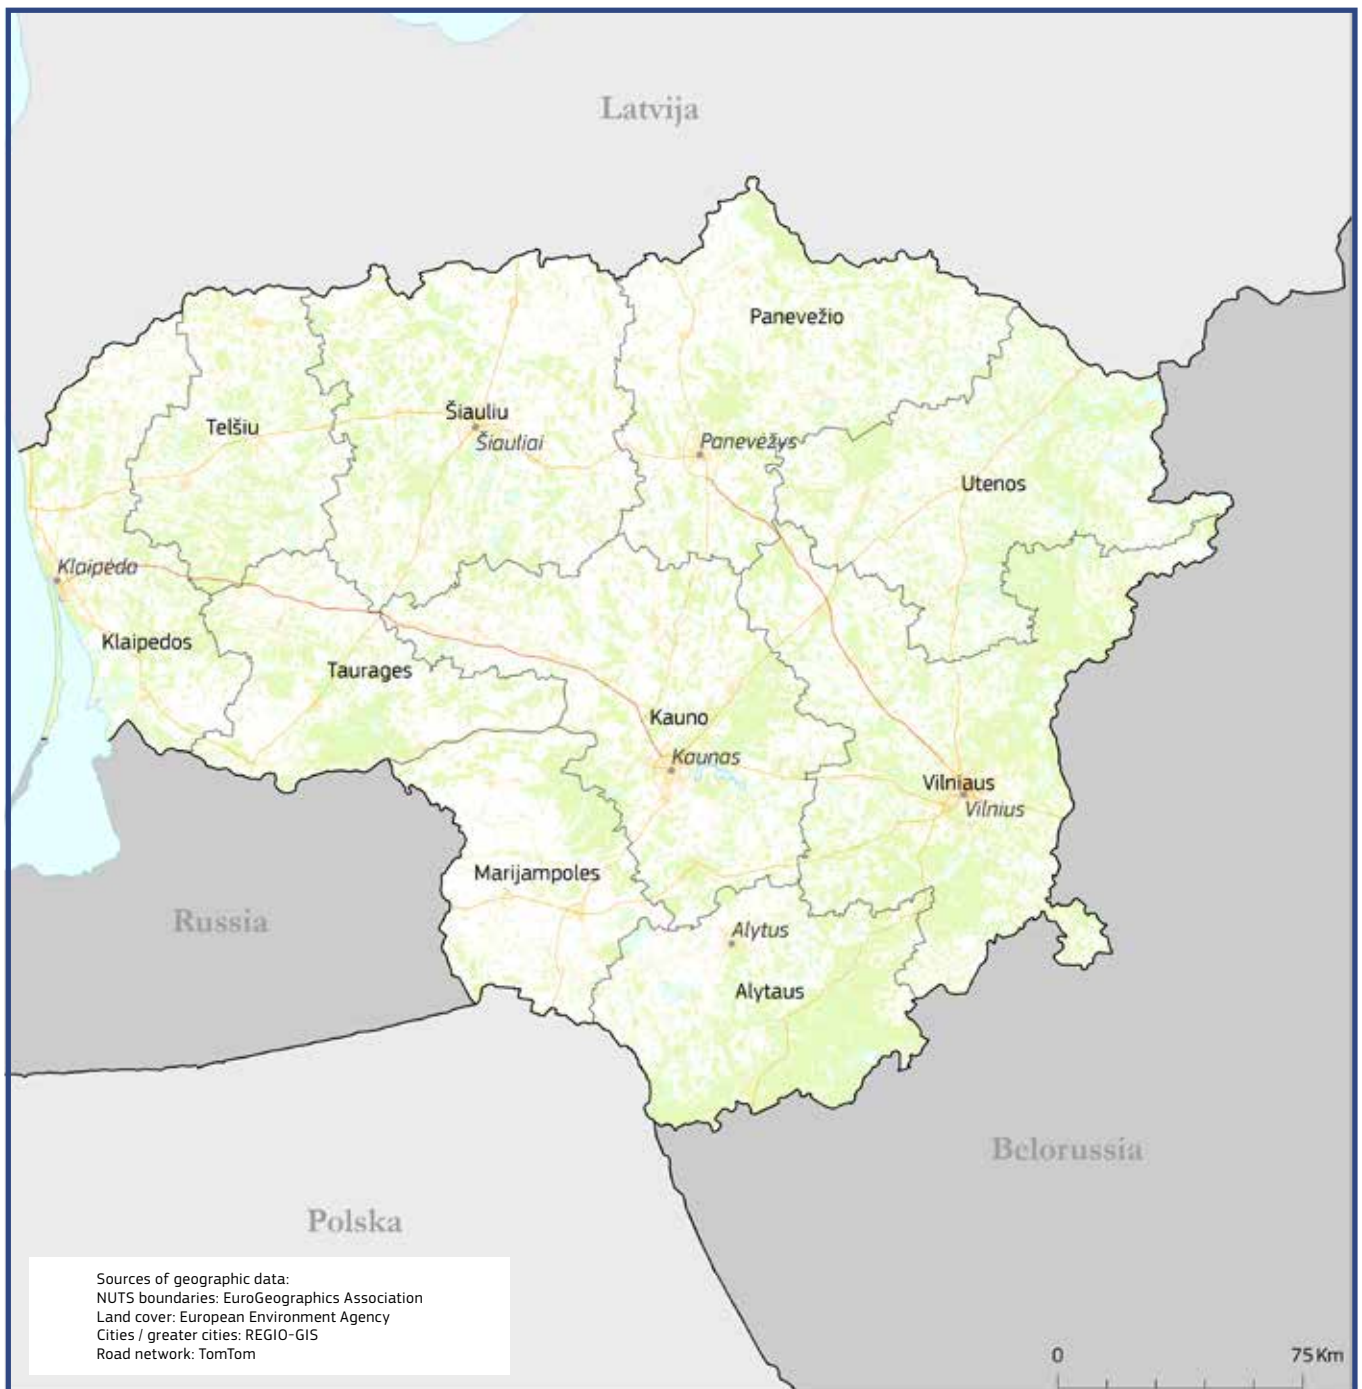 Latvija
Panevėžio
Telšiu
Šiauliu
Šiauliai
Panevėžys
Utenos
Klaipėda
Klaipedos
Taurages
Kauno
Kaunas
Vilniaus
Vilnius
Marijampoles
Russia
Alytus
Alytaus
Belorussia
Polska
Sources of geographic data:
NUTS boundaries: EuroGeographics Association
Land cover: European Environment Agency
Cities / greater cities: REGIO-GIS
Road network: TomTom
0 75 Km